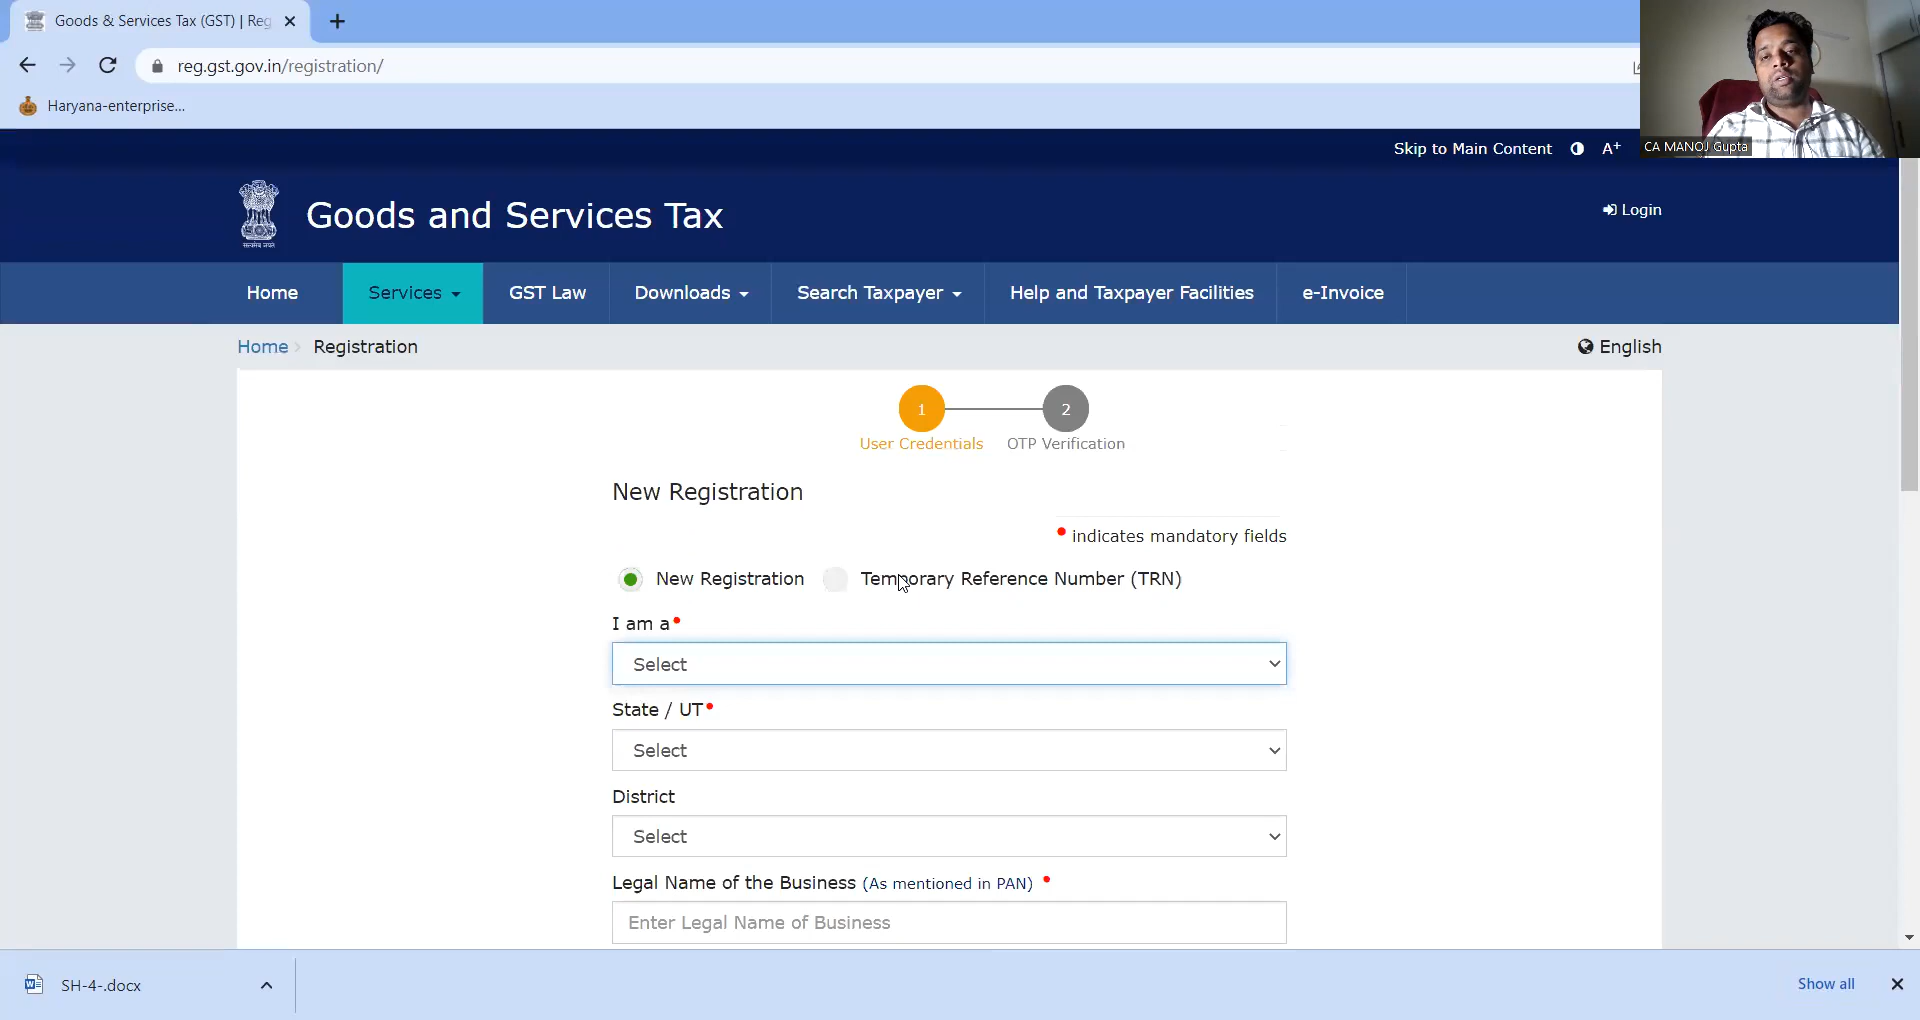 Goods & Services Tax (GST) | Reg
reg.gst.gov.in/registration/
Haryana-enterprise...
CA MANOJ Gupta
Skip to Main Content A+
सत्यमेव जयते
Goods and Services Tax
Login
Home Services GST Law Downloads Search Taxpayer Help and Taxpayer Facilities e-Invoice
Home Registration English
1 2
User Credentials OTP Verification
New Registration
• indicates mandatory fields
New Registration Temporary Reference Number (TRN)
I am a•
Select
State / UT•
Select
District
Select
Legal Name of the Business (As mentioned in PAN) •
Enter Legal Name of Business
SH-4-.docx Show all